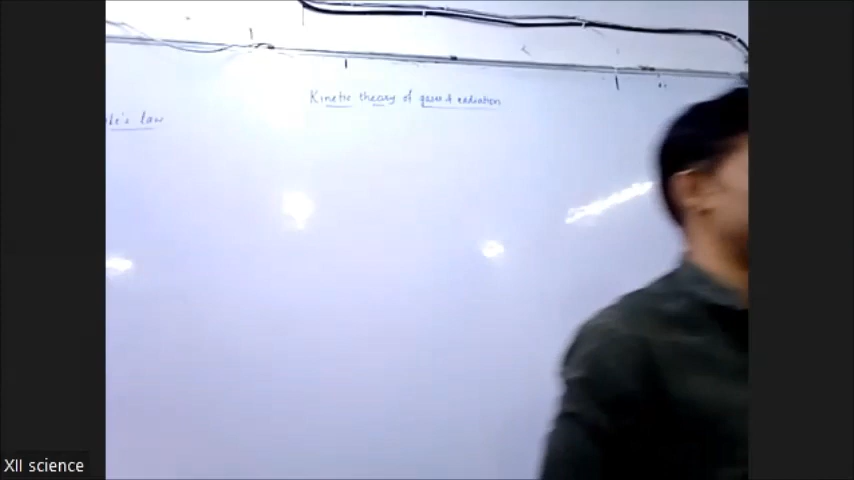 Kinetic theory of gases & radiation
law
XII science